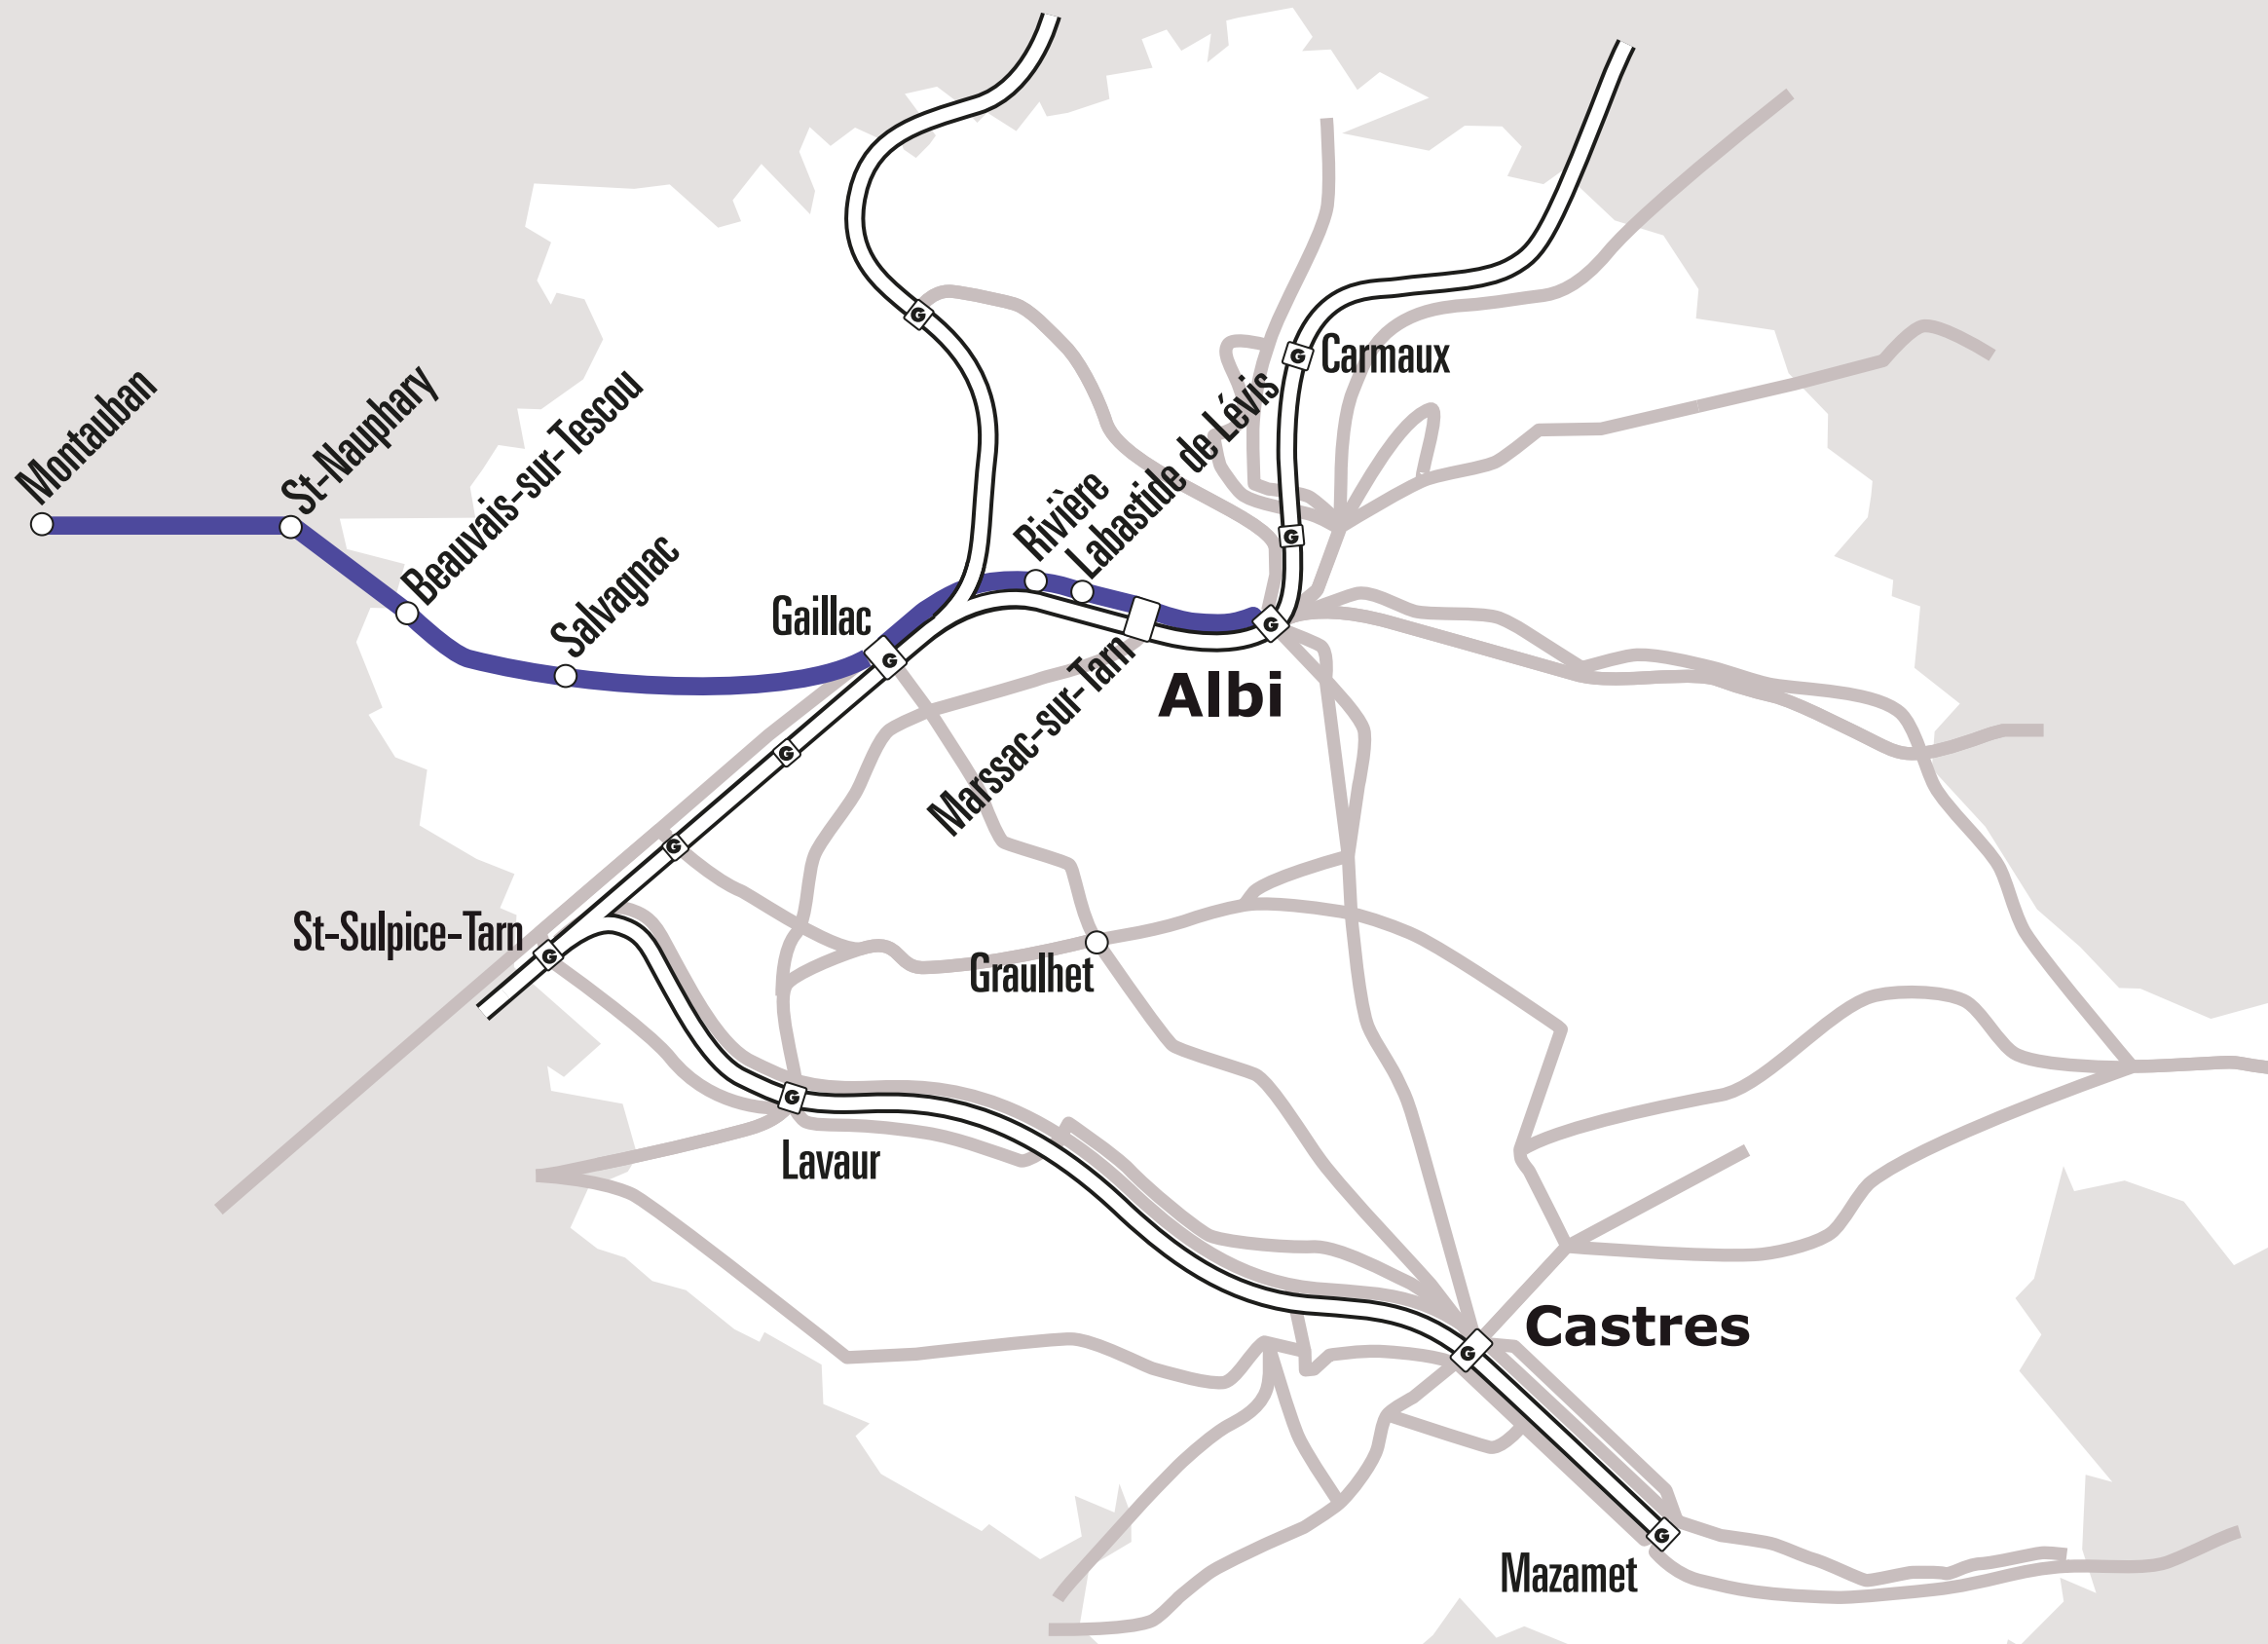 Montauban
St-Nauphary
Beauvais-sur-Tescou
Salvagnac
Gaillac
Rivière
Labastide de Lévis
Carmaux
Marssac-sur-Tarn
Albi
St-Sulpice-Tarn
Graulhet
Lavaur
Castres
Mazamet
G
G
G
G
G
G
G
G
G
G
G